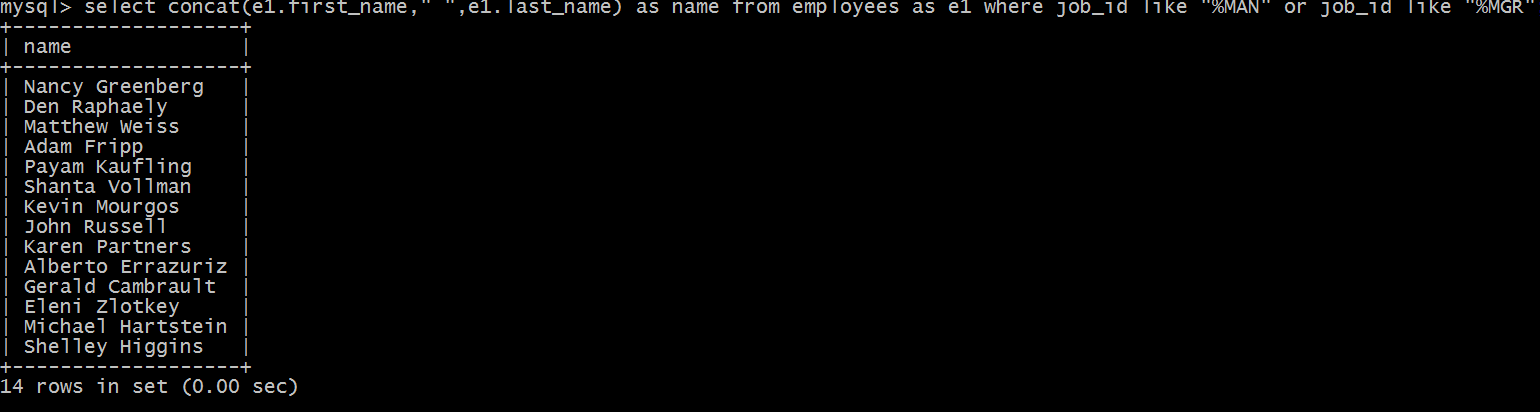 mysql> select concat(e1.first_name," ",e1.last_name) as name from employees as e1 where job_id like "%MAN" or job_id like "%MGR"
+-------------------+
| name              |
+-------------------+
| Nancy Greenberg   |
| Den Raphaely      |
| Matthew Weiss     |
| Adam Fripp        |
| Payam Kaufling    |
| Shanta Vollman    |
| Kevin Mourgos     |
| John Russell      |
| Karen Partners    |
| Alberto Errazuriz |
| Gerald Cambrault  |
| Eleni Zlotkey     |
| Michael Hartstein |
| Shelley Higgins   |
+-------------------+
14 rows in set (0.00 sec)